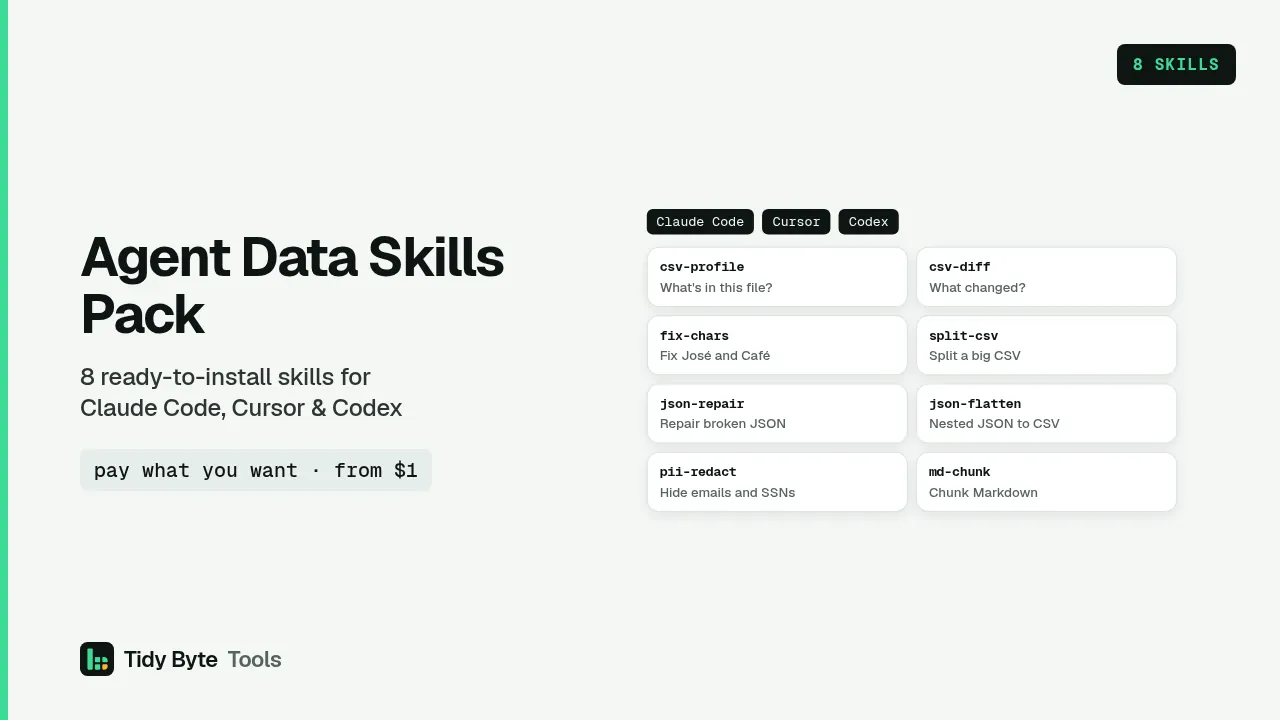 8 SKILLS
Agent Data Skills
Pack
8 ready-to-install skills for
Claude Code, Cursor & Codex
pay what you want · from $1
Claude Code Cursor Codex
csv-profile
What's in this file?
csv-diff
What changed?
fix-chars
Fix José and Café
split-csv
Split a big CSV
json-repair
Repair broken JSON
json-flatten
Nested JSON to CSV
pii-redact
Hide emails and SSNs
md-chunk
Chunk Markdown
Tidy Byte Tools